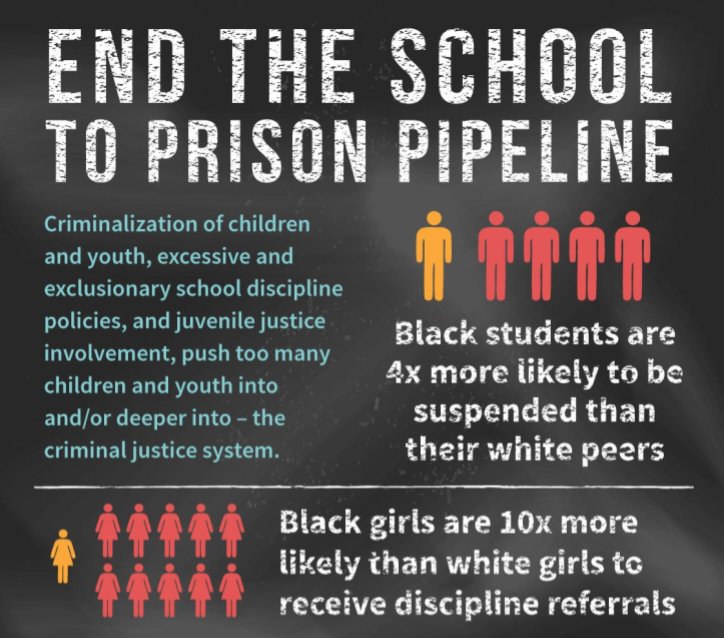 END THE SCHOOL
TO PRISON PIPELINE
Criminalization of children
and youth, excessive and
exclusionary school discipline
policies, and juvenile justice
involvement, push too many
children and youth into
and/or deeper into – the
criminal justice system.
Black students are
4x more likely to be
suspended than
their white peers
Black girls are 10x more
likely than white girls to
receive discipline referrals